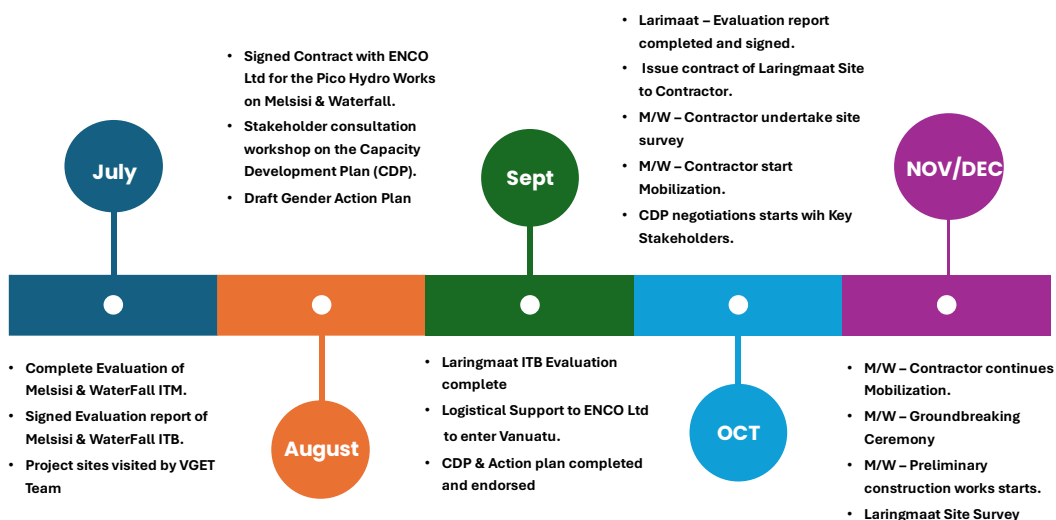 July
• Complete Evaluation of
Melsisi & WaterFall ITM.
• Signed Evaluation report of
Melsisi & WaterFall ITB.
• Project sites visited by VGET
Team
• Signed Contract with ENCO
Ltd for the Pico Hydro Works
on Melsisi & Waterfall.
• Stakeholder consultation
workshop on the Capacity
Development Plan (CDP).
• Draft Gender Action Plan
August
Sept
• Laringmaat ITB Evaluation
complete
• Logistical Support to ENCO Ltd
to enter Vanuatu.
• CDP & Action plan completed
and endorsed
• Larimaat – Evaluation report
completed and signed.
• Issue contract of Laringmaat Site
to Contractor.
• M/W – Contractor undertake site
survey
• M/W – Contractor start
Mobilization.
• CDP negotiations starts wih Key
Stakeholders.
OCT
NOV/DEC
• M/W – Contractor continues
Mobilization.
• M/W – Groundbreaking
Ceremony
• M/W – Preliminary
construction works starts.
• Laringmaat Site Survey